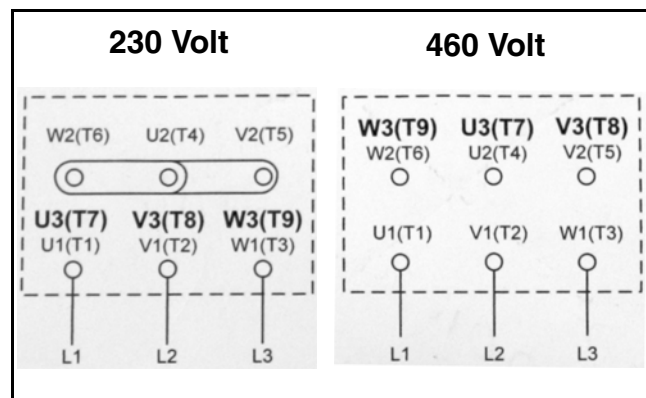 230 Volt
W2(T6) U2(T4) V2(T5)
U3(T7) V3(T8) W3(T9)
U1(T1) V1(T2) W1(T3)
L1 L2 L3
460 Volt
W3(T9) U3(T7) V3(T8)
W2(T6) U2(T4) V2(T5)
U1(T1) V1(T2) W1(T3)
L1 L2 L3